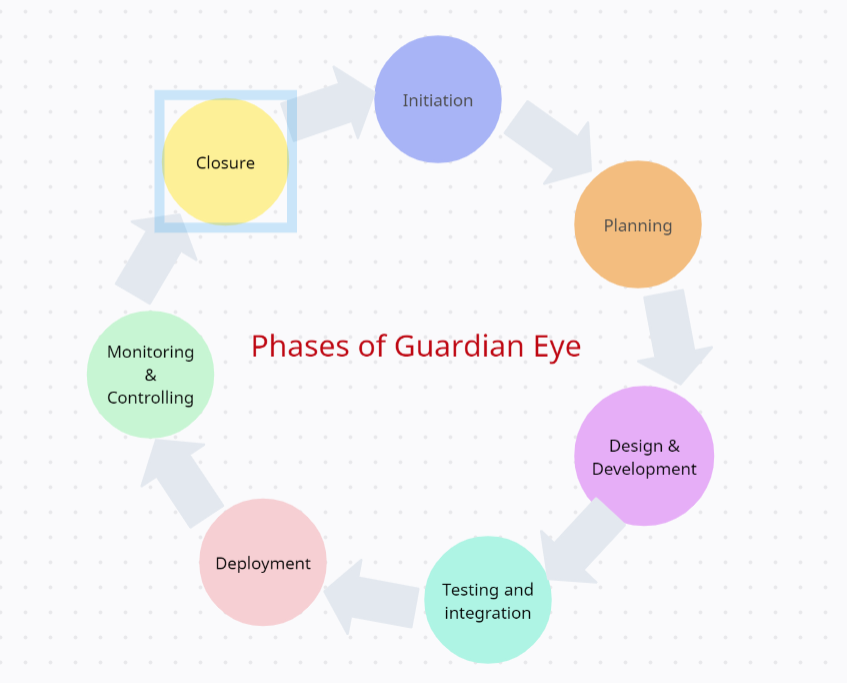 Initiation
Closure
Planning
Phases of Guardian Eye
Monitoring
&
Controlling
Design &
Development
Deployment
Testing and
integration